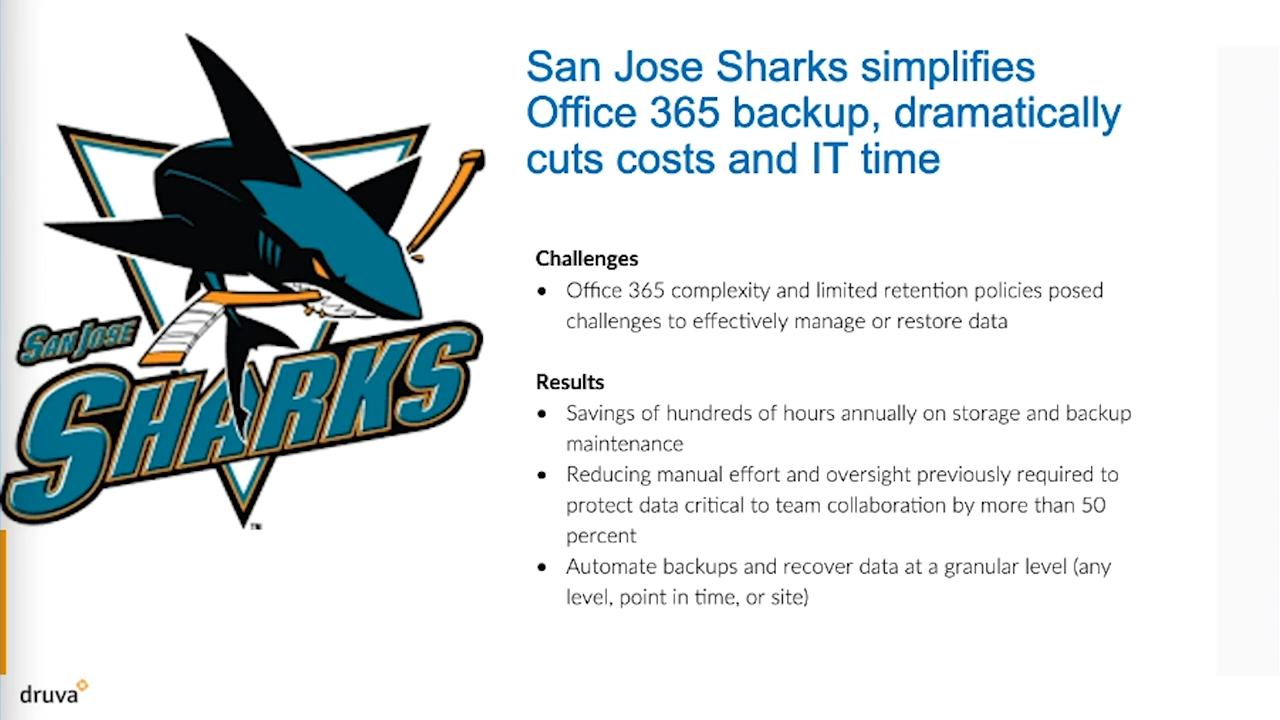 San Jose Sharks simplifies
Office 365 backup, dramatically
cuts costs and IT time
Challenges
• Office 365 complexity and limited retention policies posed
challenges to effectively manage or restore data
Results
• Savings of hundreds of hours annually on storage and backup
maintenance
• Reducing manual effort and oversight previously required to
protect data critical to team collaboration by more than 50
percent
• Automate backups and recover data at a granular level (any
level, point in time, or site)
SAN JOSE
SHARKS
TM
druva